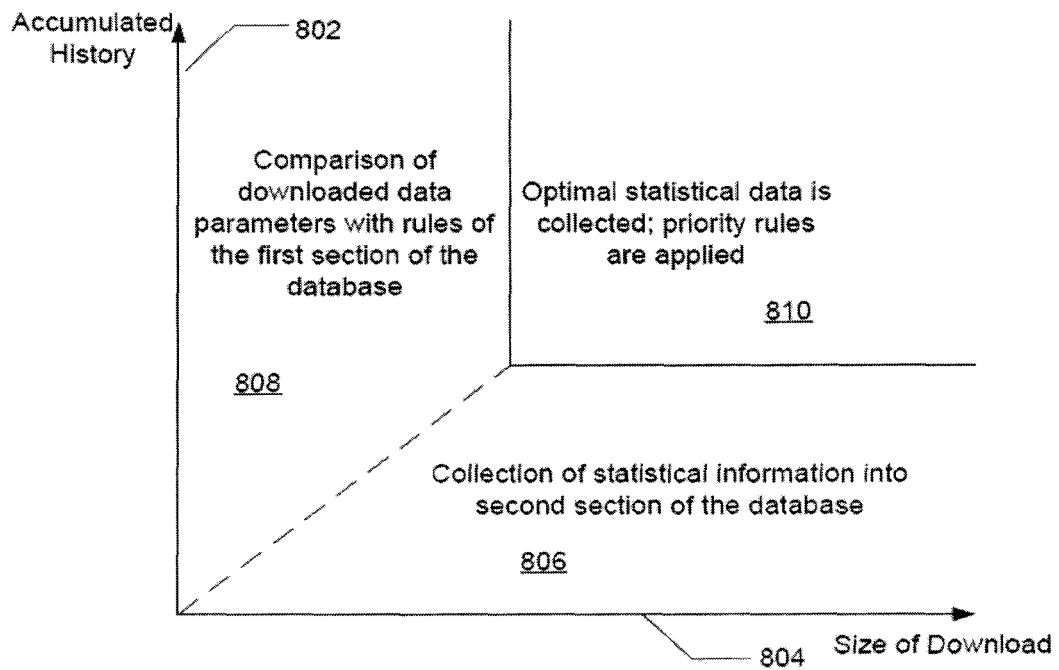 Accumulated
History
802
Comparison of
downloaded data
parameters with rules of
the first section of the
database
808
Optimal statistical data is
collected; priority rules
are applied
810
Collection of statistical information into
second section of the database
806
804
Size of Download